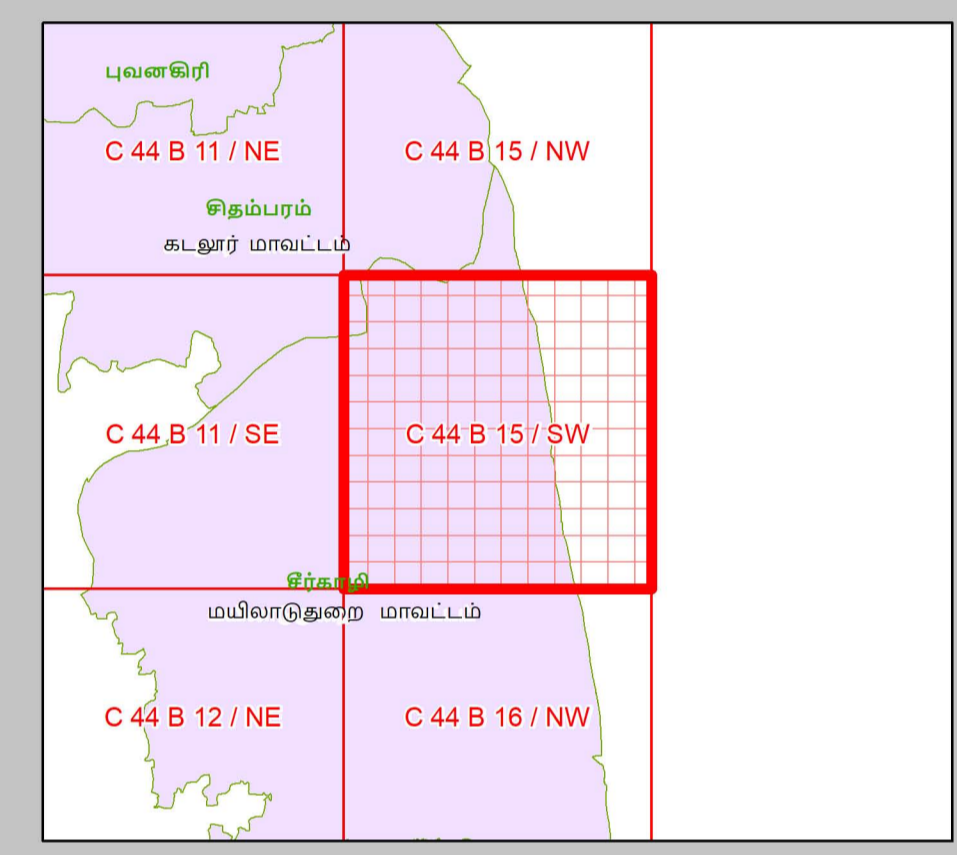 புவனகிரி
C 44 B 11 / NE
C 44 B 15 / NW
சிதம்பரம்
கடலூர் மாவட்டம்
C 44 B 11 / SE
C 44 B 15 / SW
சீர்காழி
மயிலாடுதுறை மாவட்டம்
C 44 B 12 / NE
C 44 B 16 / NW